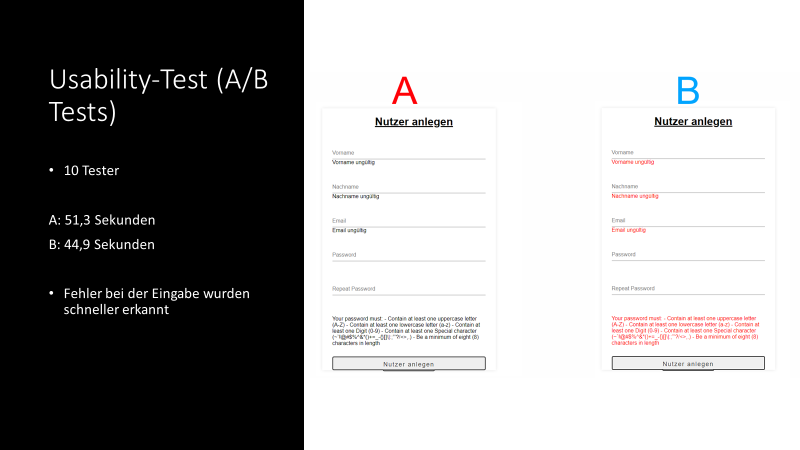 Usability-Test (A/B
Tests)
• 10 Tester
A: 51,3 Sekunden
B: 44,9 Sekunden
• Fehler bei der Eingabe wurden
schneller erkannt
A
Nutzer anlegen
Vorname
Vorname ungültig
Nachname
Nachname ungültig
Email
Email ungültig
Password
Repeat Password
Your password must: - Contain at least one uppercase letter
(A-Z) - Contain at least one lowercase letter (a-z) - Contain at
least one Digit (0-9) - Contain at least one Special character
- Be a minimum of eight (8)
characters in length
Nutzer anlegen
B
Nutzer anlegen
Vorname
Vorname ungültig
Nachname
Nachname ungültig
Email
Email ungültig
Password
Repeat Password
Your password must: - Contain at least one uppercase letter
(A-Z) - Contain at least one lowercase letter (a-z) - Contain at
least one Digit (0-9) - Contain at least one Special character
- Be a minimum of eight (8)
characters in length
Nutzer anlegen